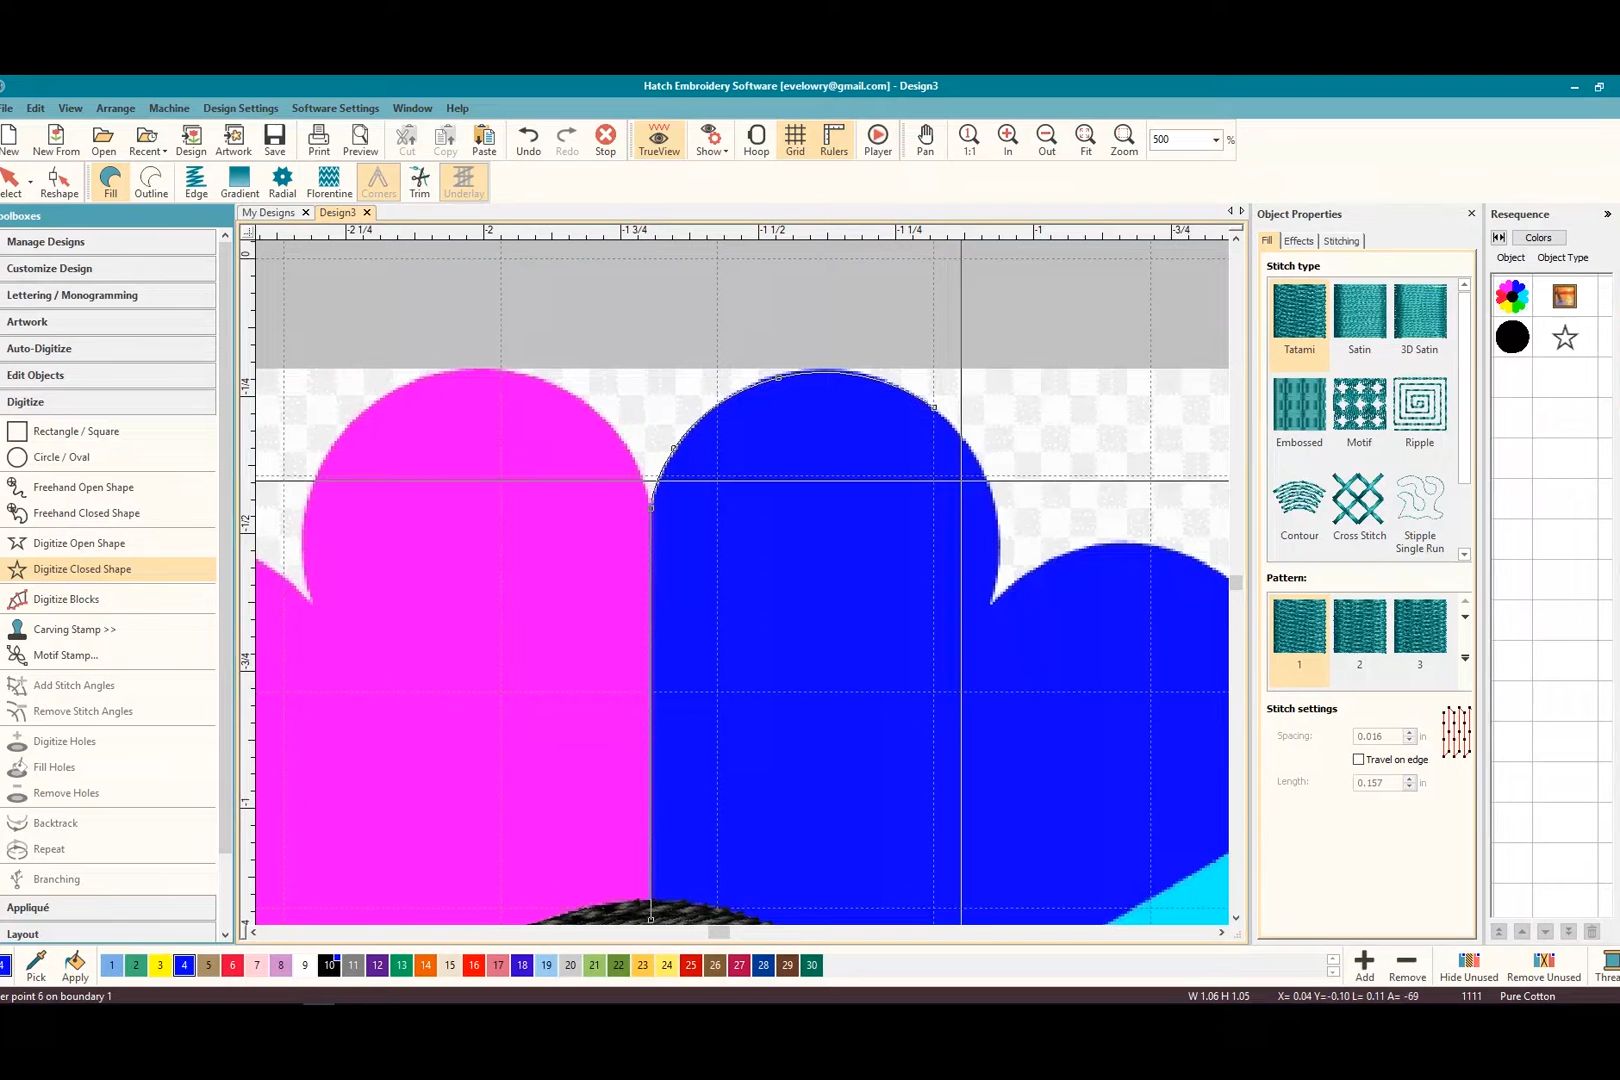 Hatch Embroidery Software [evelowry@gmail.com] - Design3
File Edit View Arrange Machine Design Settings Software Settings Window Help
New New From Open Recent Design Artwork Save Print Preview Cut Copy Paste Undo Redo Stop TrueView Show Hoop Grid Rulers Player Pan 1:1 In Out Fit Zoom 500 %
elect Reshape Fill Outline Edge Gradient Radial Florentine Corners Trim Underlay
oolboxes
My Designs Design3
Manage Designs
Customize Design
Lettering / Monogramming
Artwork
Auto-Digitize
Edit Objects
Digitize
Rectangle / Square
Circle / Oval
Freehand Open Shape
Freehand Closed Shape
Digitize Open Shape
Digitize Closed Shape
Digitize Blocks
Carving Stamp >>
Motif Stamp...
Add Stitch Angles
Remove Stitch Angles
Digitize Holes
Fill Holes
Remove Holes
Backtrack
Repeat
Branching
Appliqué
Layout
-2 1/4 -2 -1 3/4 -1 1/2 -1 1/4 -1 -3/4
0
-1/4
-1/2
-3/4
-1
Object Properties
Fill Effects Stitching
Stitch type
Tatami Satin 3D Satin
Embossed Motif Ripple
Contour Cross Stitch Stipple Single Run
Pattern:
1 2 3
Stitch settings
Spacing: 0.016 in
Travel on edge
Length: 0.157 in
Resequence
Colors
Object Object Type
4 Pick Apply 1 2 3 4 5 6 7 8 9 10 11 12 13 14 15 16 17 18 19 20 21 22 23 24 25 26 27 28 29 30 Add Remove Hide Unused Remove Unused Threa
er point 6 on boundary 1 W 1.06 H 1.05 X= 0.04 Y=-0.10 L= 0.11 A= -69 1111 Pure Cotton